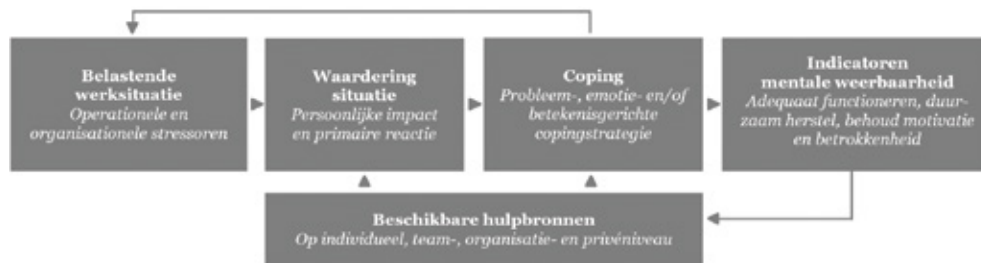 Belastende
werksituatie
Operationele en
organisationele stressoren
Waardering
situatie
Persoonlijke impact
en primaire reactie
Coping
Probleem-, emotie- en/of
betekenisgerichte
copingstrategie
Indicatoren
mentale weerbaarheid
Adequaat functioneren, duur-
zaam herstel, behoud motivatie
en betrokkenheid
Beschikbare hulpbronnen
Op individueel, team-, organisatie- en privéniveau